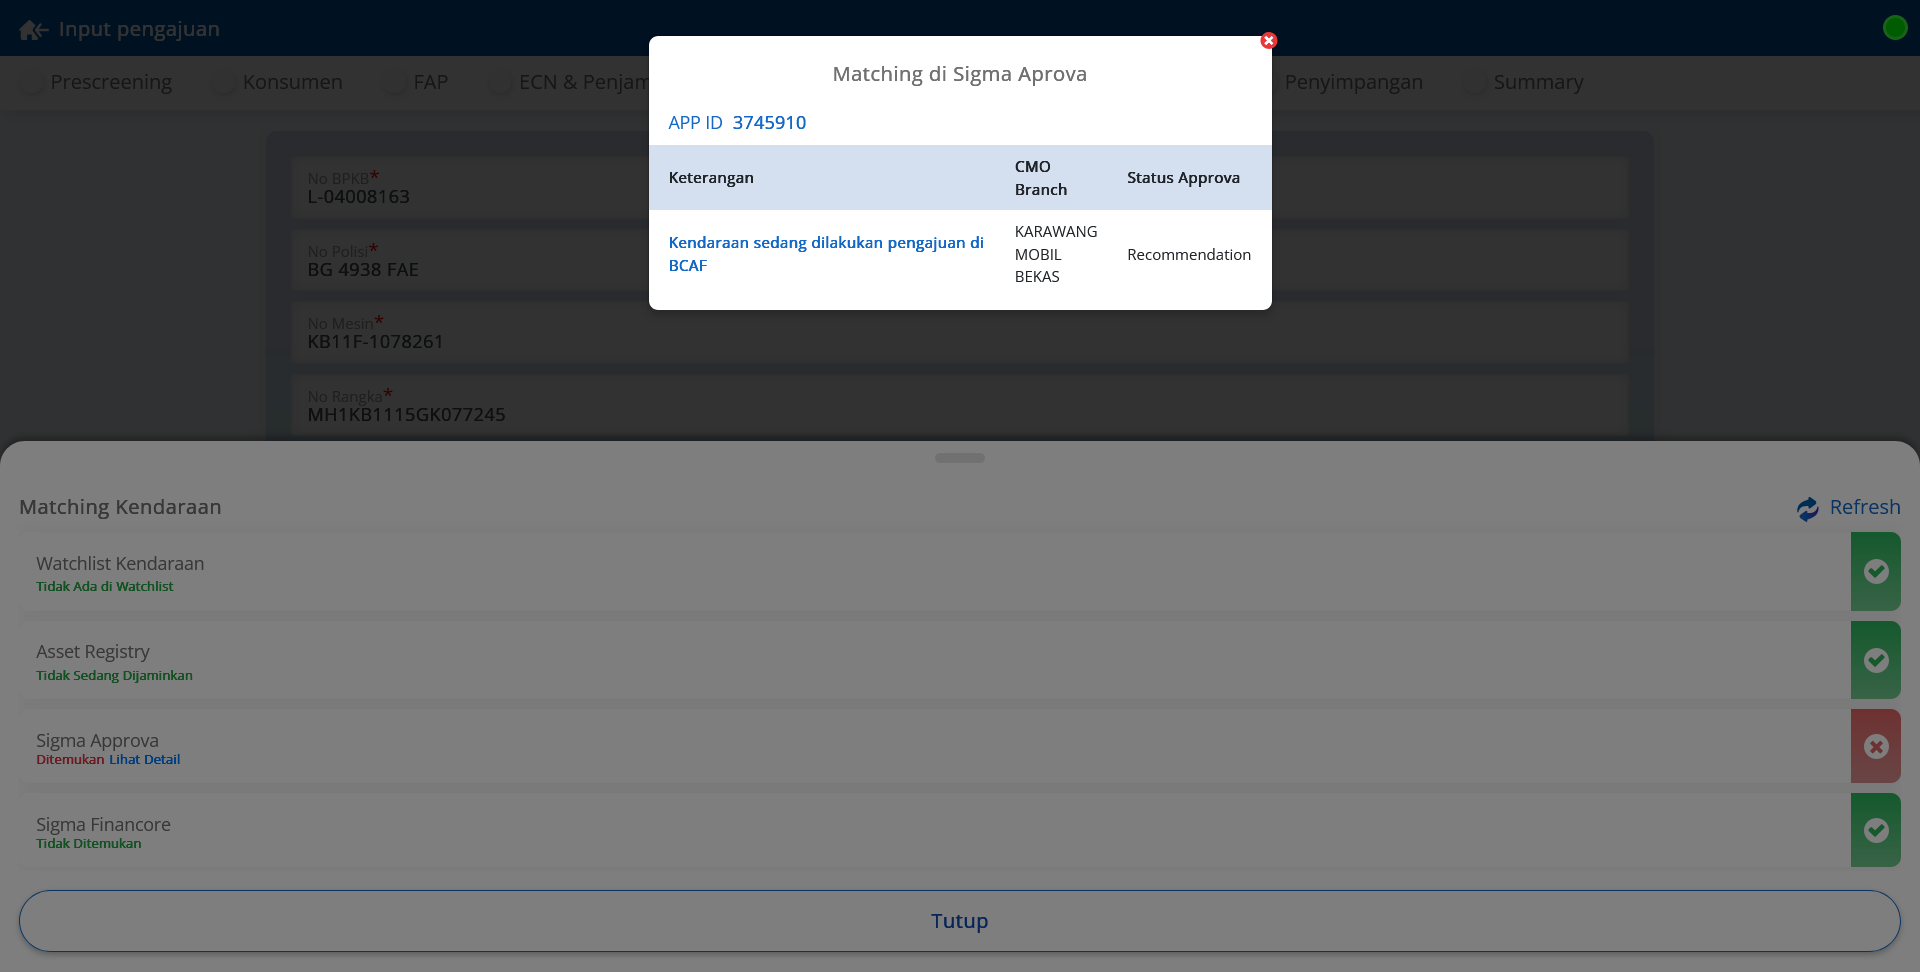 Input pengajuan
Prescreening
Konsumen
FAP
ECN & Penjam
Penyimpangan
Summary
Matching di Sigma Aprova
APP ID 3745910
Keterangan
CMO
Branch
Status Approva
Kendaraan sedang dilakukan pengajuan di
BCAF
KARAWANG
MOBIL
BEKAS
Recommendation
No BPKB*
L-04008163
No Polisi*
BG 4938 FAE
No Mesin*
KB11F-1078261
No Rangka*
MH1KB1115GK077245
Matching Kendaraan
Refresh
Watchlist Kendaraan
Tidak Ada di Watchlist
Asset Registry
Tidak Sedang Dijaminkan
Sigma Approva
Ditemukan Lihat Detail
Sigma Financore
Tidak Ditemukan
Tutup